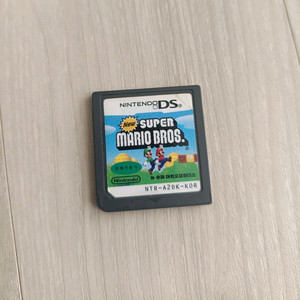 NINTENDO DS
New SUPER
MARIO BROS.
Nintendo
NTR-A2DK-KOR